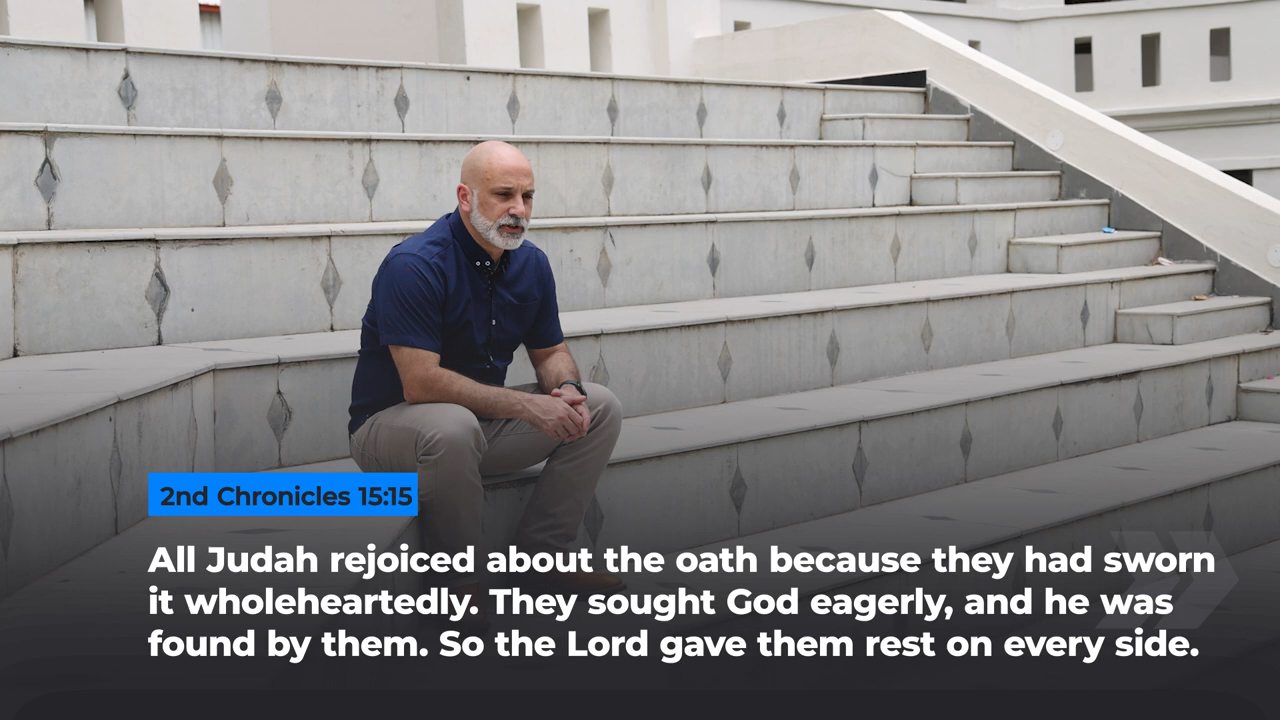 2nd Chronicles 15:15
All Judah rejoiced about the oath because they had sworn
it wholeheartedly. They sought God eagerly, and he was
found by them. So the Lord gave them rest on every side.